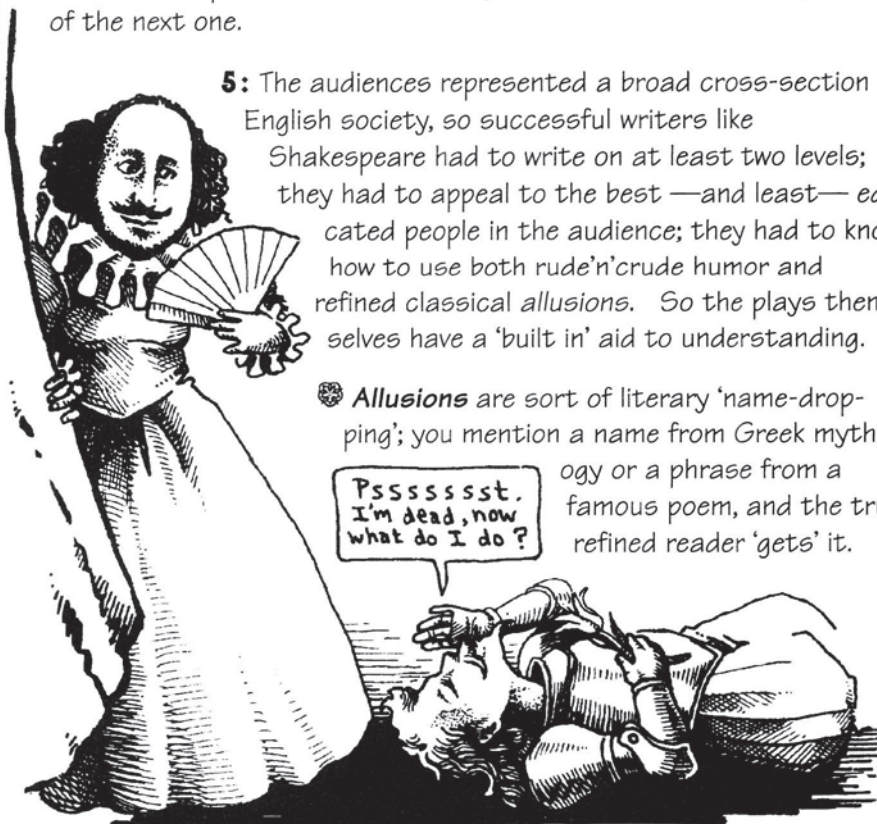 of the next one.
5: The audiences represented a broad cross-section
English society, so successful writers like
Shakespeare had to write on at least two levels;
they had to appeal to the best —and least—
cated people in the audience; they had to
how to use both rude'n'crude humor and
refined classical allusions. So the plays them
selves have a 'built in' aid to understanding.
Allusions are sort of literary 'name-drop-
ping'; you mention a name from Greek myth
ogy or a phrase from a
famous poem, and the
refined reader 'gets' it.
Psssssst.
I'm dead, now
what do I do?